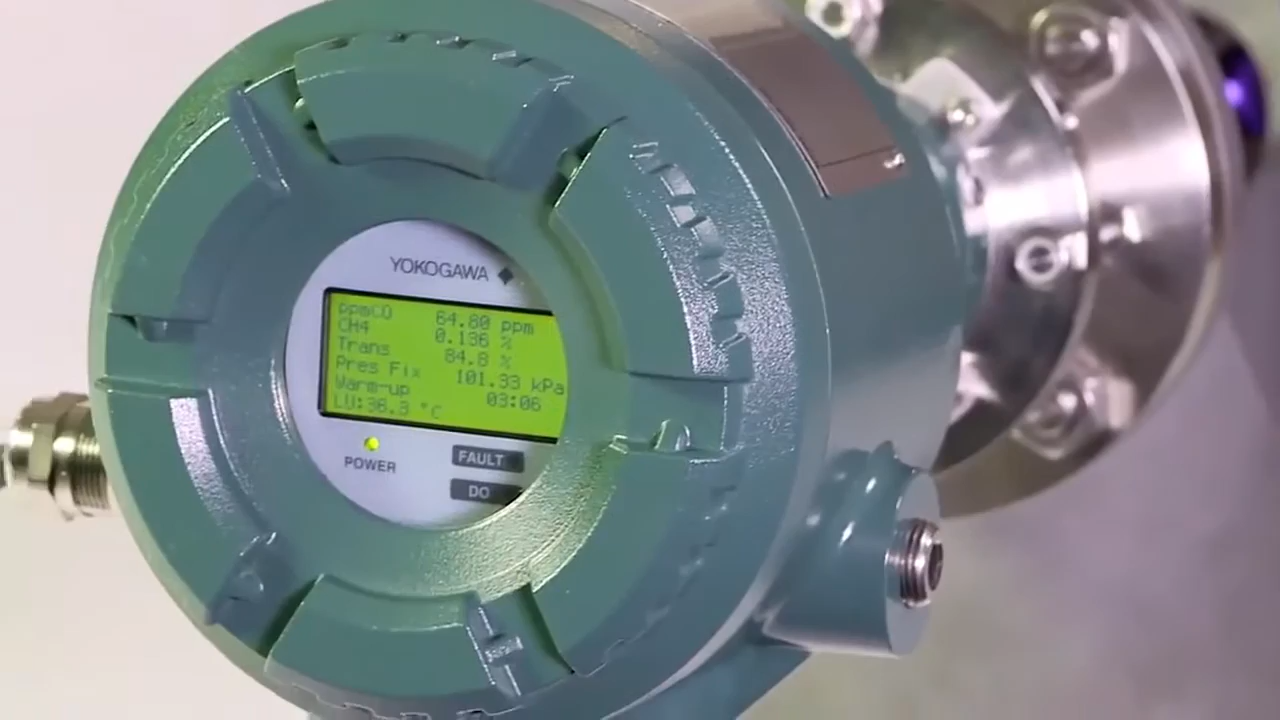 YOKOGAWA
ppmCO 64.80 ppm
CH4 0.136 %
Trans 84.8 %
Pres Fix 101.33 kPa
Warm-up 03:06
LU:36.3 °C
POWER
FAULT
DO